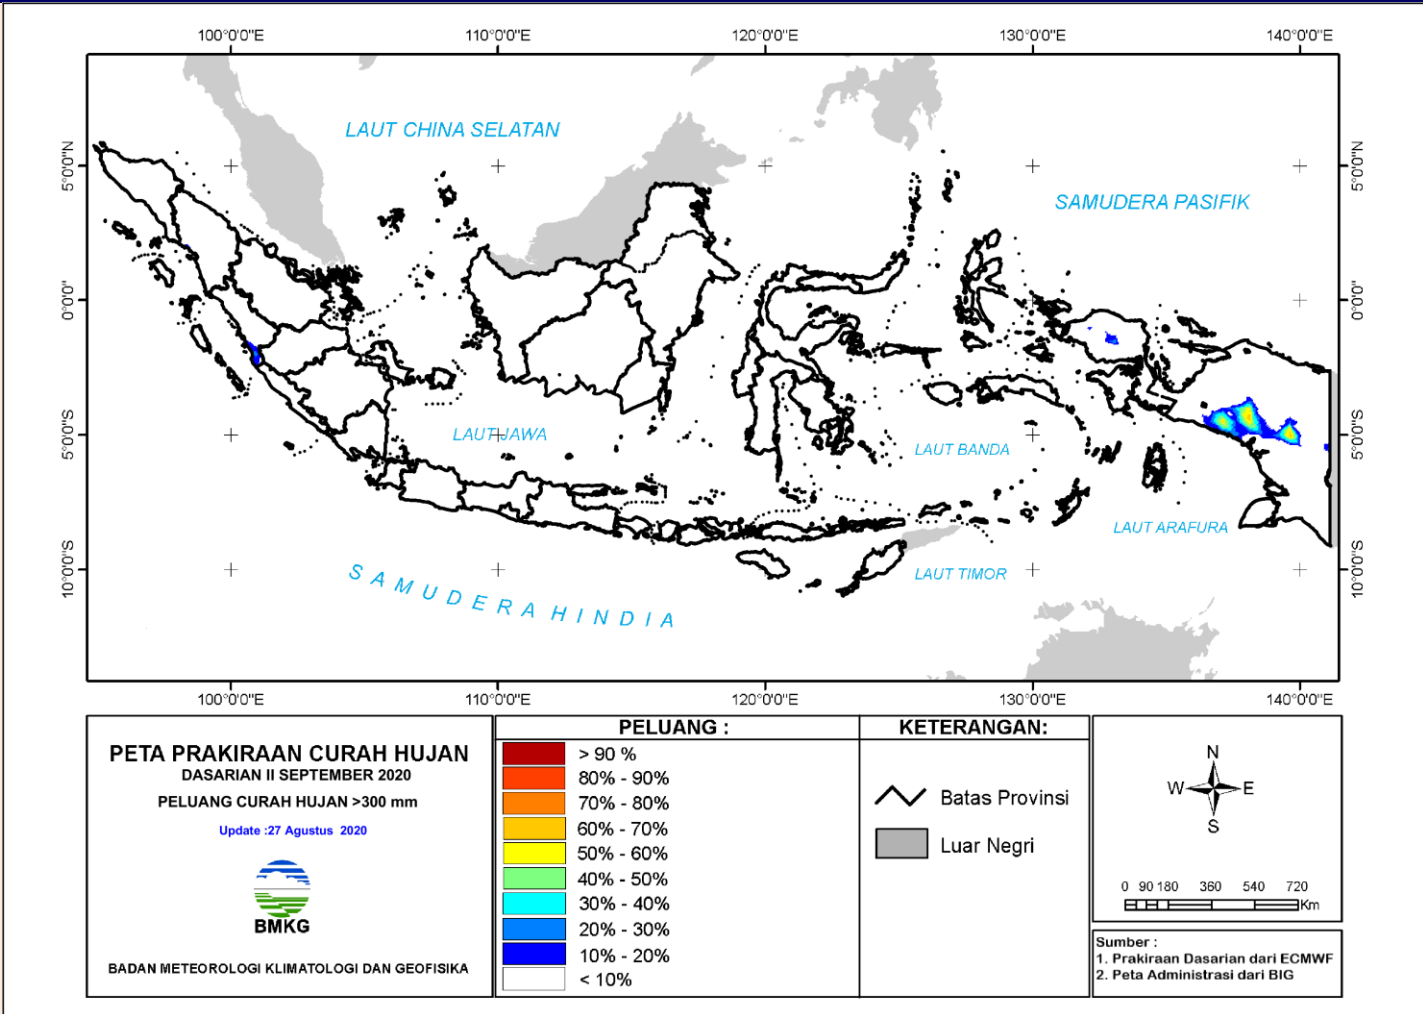 100°0'0"E
110°0'0"E
120°0'0"E
130°0'0"E
140°0'0"E
5°0'0"N
0°0'0"
5°0'0"S
10°0'0"S
5°0'0"N
0°0'0"
5°0'0"S
10°0'0"S
LAUT CHINA SELATAN
SAMUDERA PASIFIK
LAUT JAWA
LAUT BANDA
LAUT ARAFURA
LAUT TIMOR
SAMUDERA HINDIA
100°0'0"E
110°0'0"E
120°0'0"E
130°0'0"E
140°0'0"E
PETA PRAKIRAAN CURAH HUJAN
DASARIAN II SEPTEMBER 2020
PELUANG CURAH HUJAN >300 mm
Update :27 Agustus 2020
BMKG
BADAN METEOROLOGI KLIMATOLOGI DAN GEOFISIKA
PELUANG :
> 90 %
80% - 90%
70% - 80%
60% - 70%
50% - 60%
40% - 50%
30% - 40%
20% - 30%
10% - 20%
< 10%
KETERANGAN:
Batas Provinsi
Luar Negri
N
W E
S
0 90 180 360 540 720
Km
Sumber :
1. Prakiraan Dasarian dari ECMWF
2. Peta Administrasi dari BIG